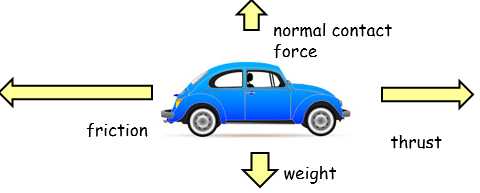 normal contact
force
friction
thrust
weight